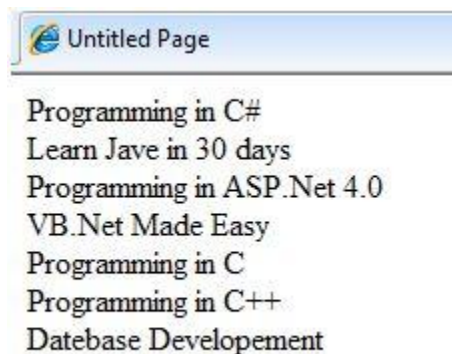 Untitled Page
Programming in C#
Learn Jave in 30 days
Programming in ASP.Net 4.0
VB.Net Made Easy
Programming in C
Programming in C++
Datebase Developement